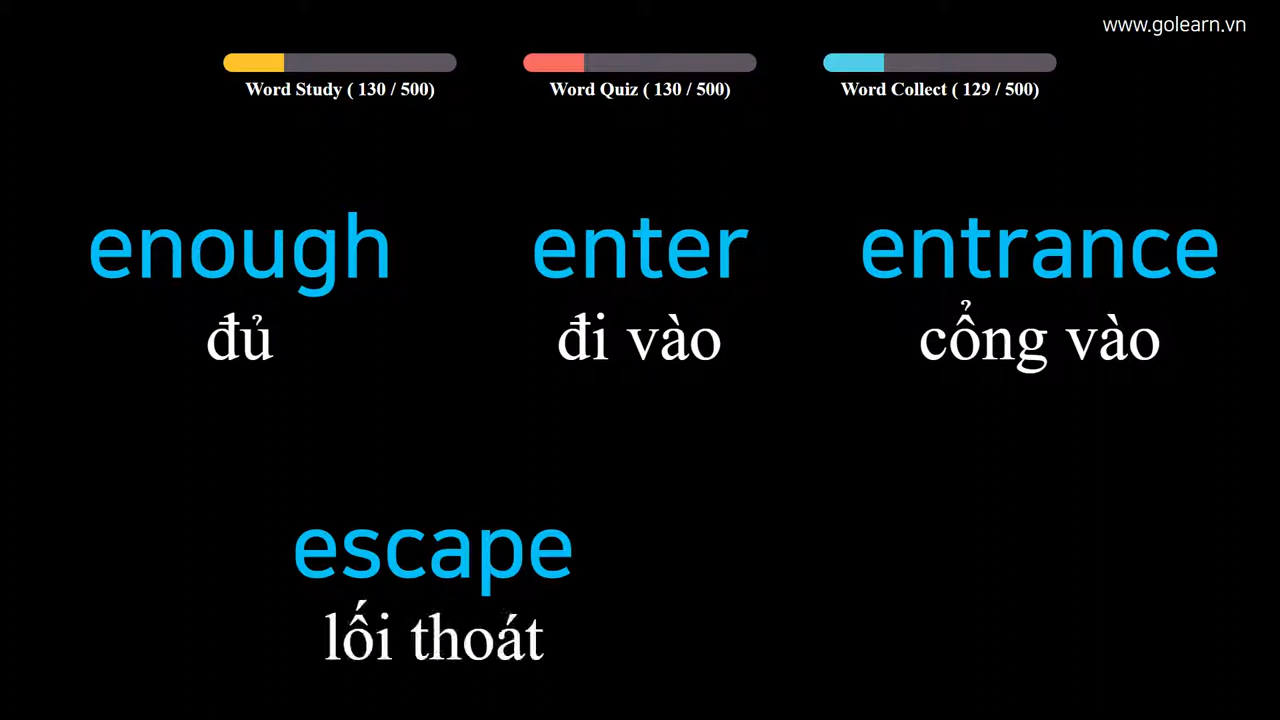 www.golearn.vn
Word Study ( 130 / 500)
Word Quiz ( 130 / 500)
Word Collect ( 129 / 500)
enough
đủ
enter
đi vào
entrance
cổng vào
escape
lối thoát